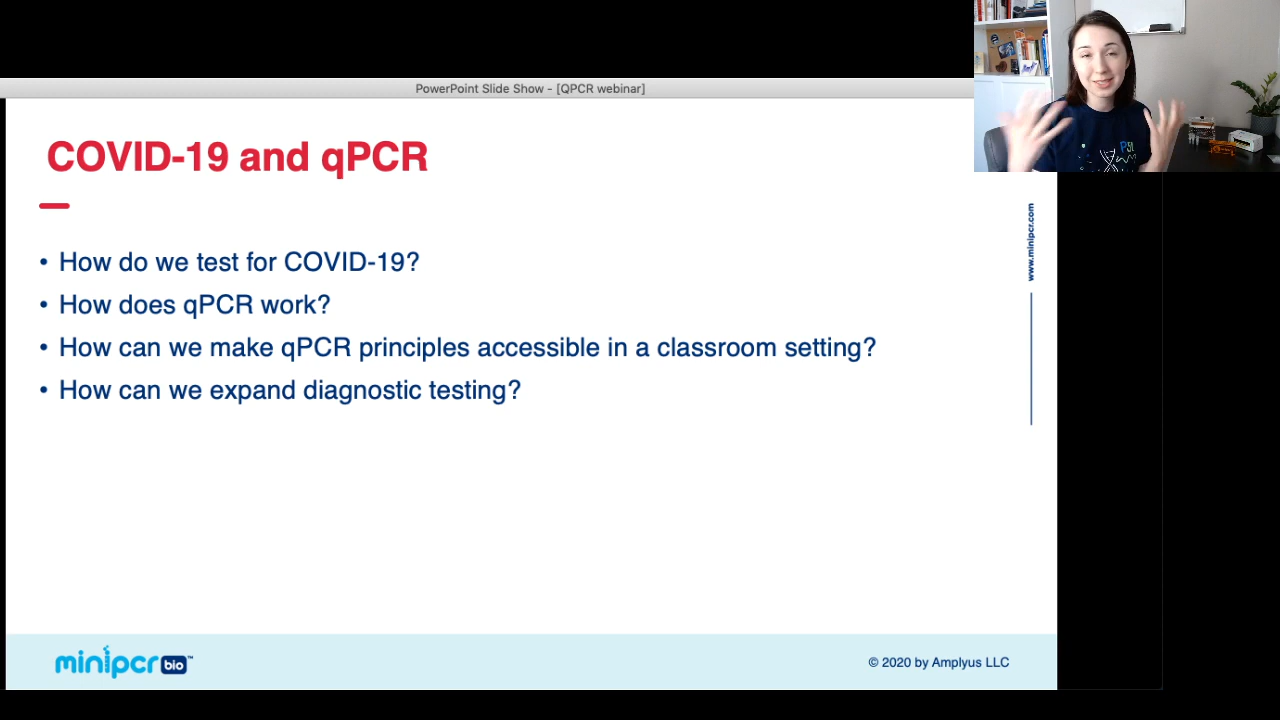 PowerPoint Slide Show - [QPCR webinar]
COVID-19 and qPCR
• How do we test for COVID-19?
• How does qPCR work?
• How can we make qPCR principles accessible in a classroom setting?
• How can we expand diagnostic testing?
www.minipcr.com
minipcr bio™
© 2020 by Amplyus LLC